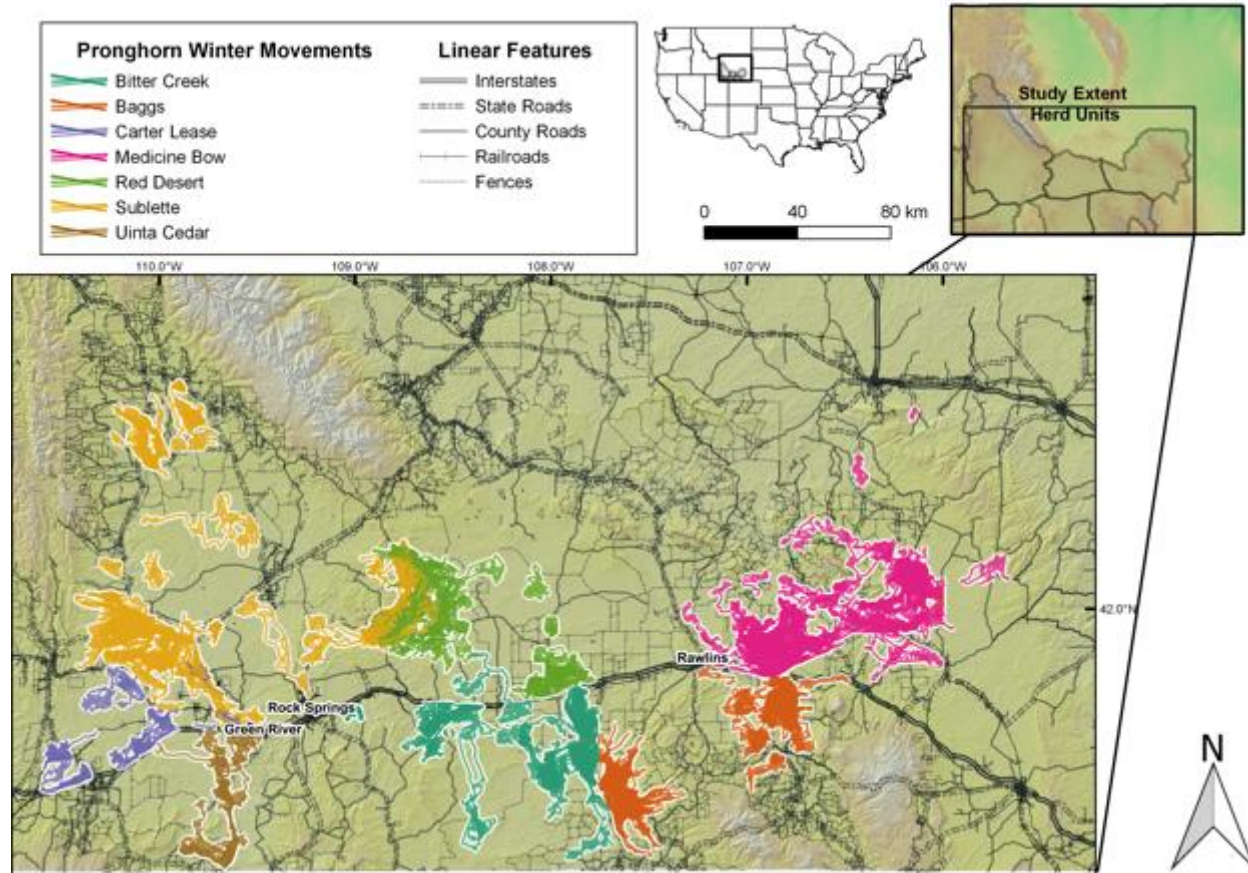 Pronghorn Winter Movements
Bitter Creek
Baggs
Carter Lease
Medicine Bow
Red Desert
Sublette
Uinta Cedar
Linear Features
Interstates
State Roads
County Roads
Railroads
Fences
0 40 80 km
Study Extent
Herd Units
110.0°W 109.0°W 108.0°W 107.0°W 106.0°W
42.0°N
Rawlins
Rock Springs
Green River
N